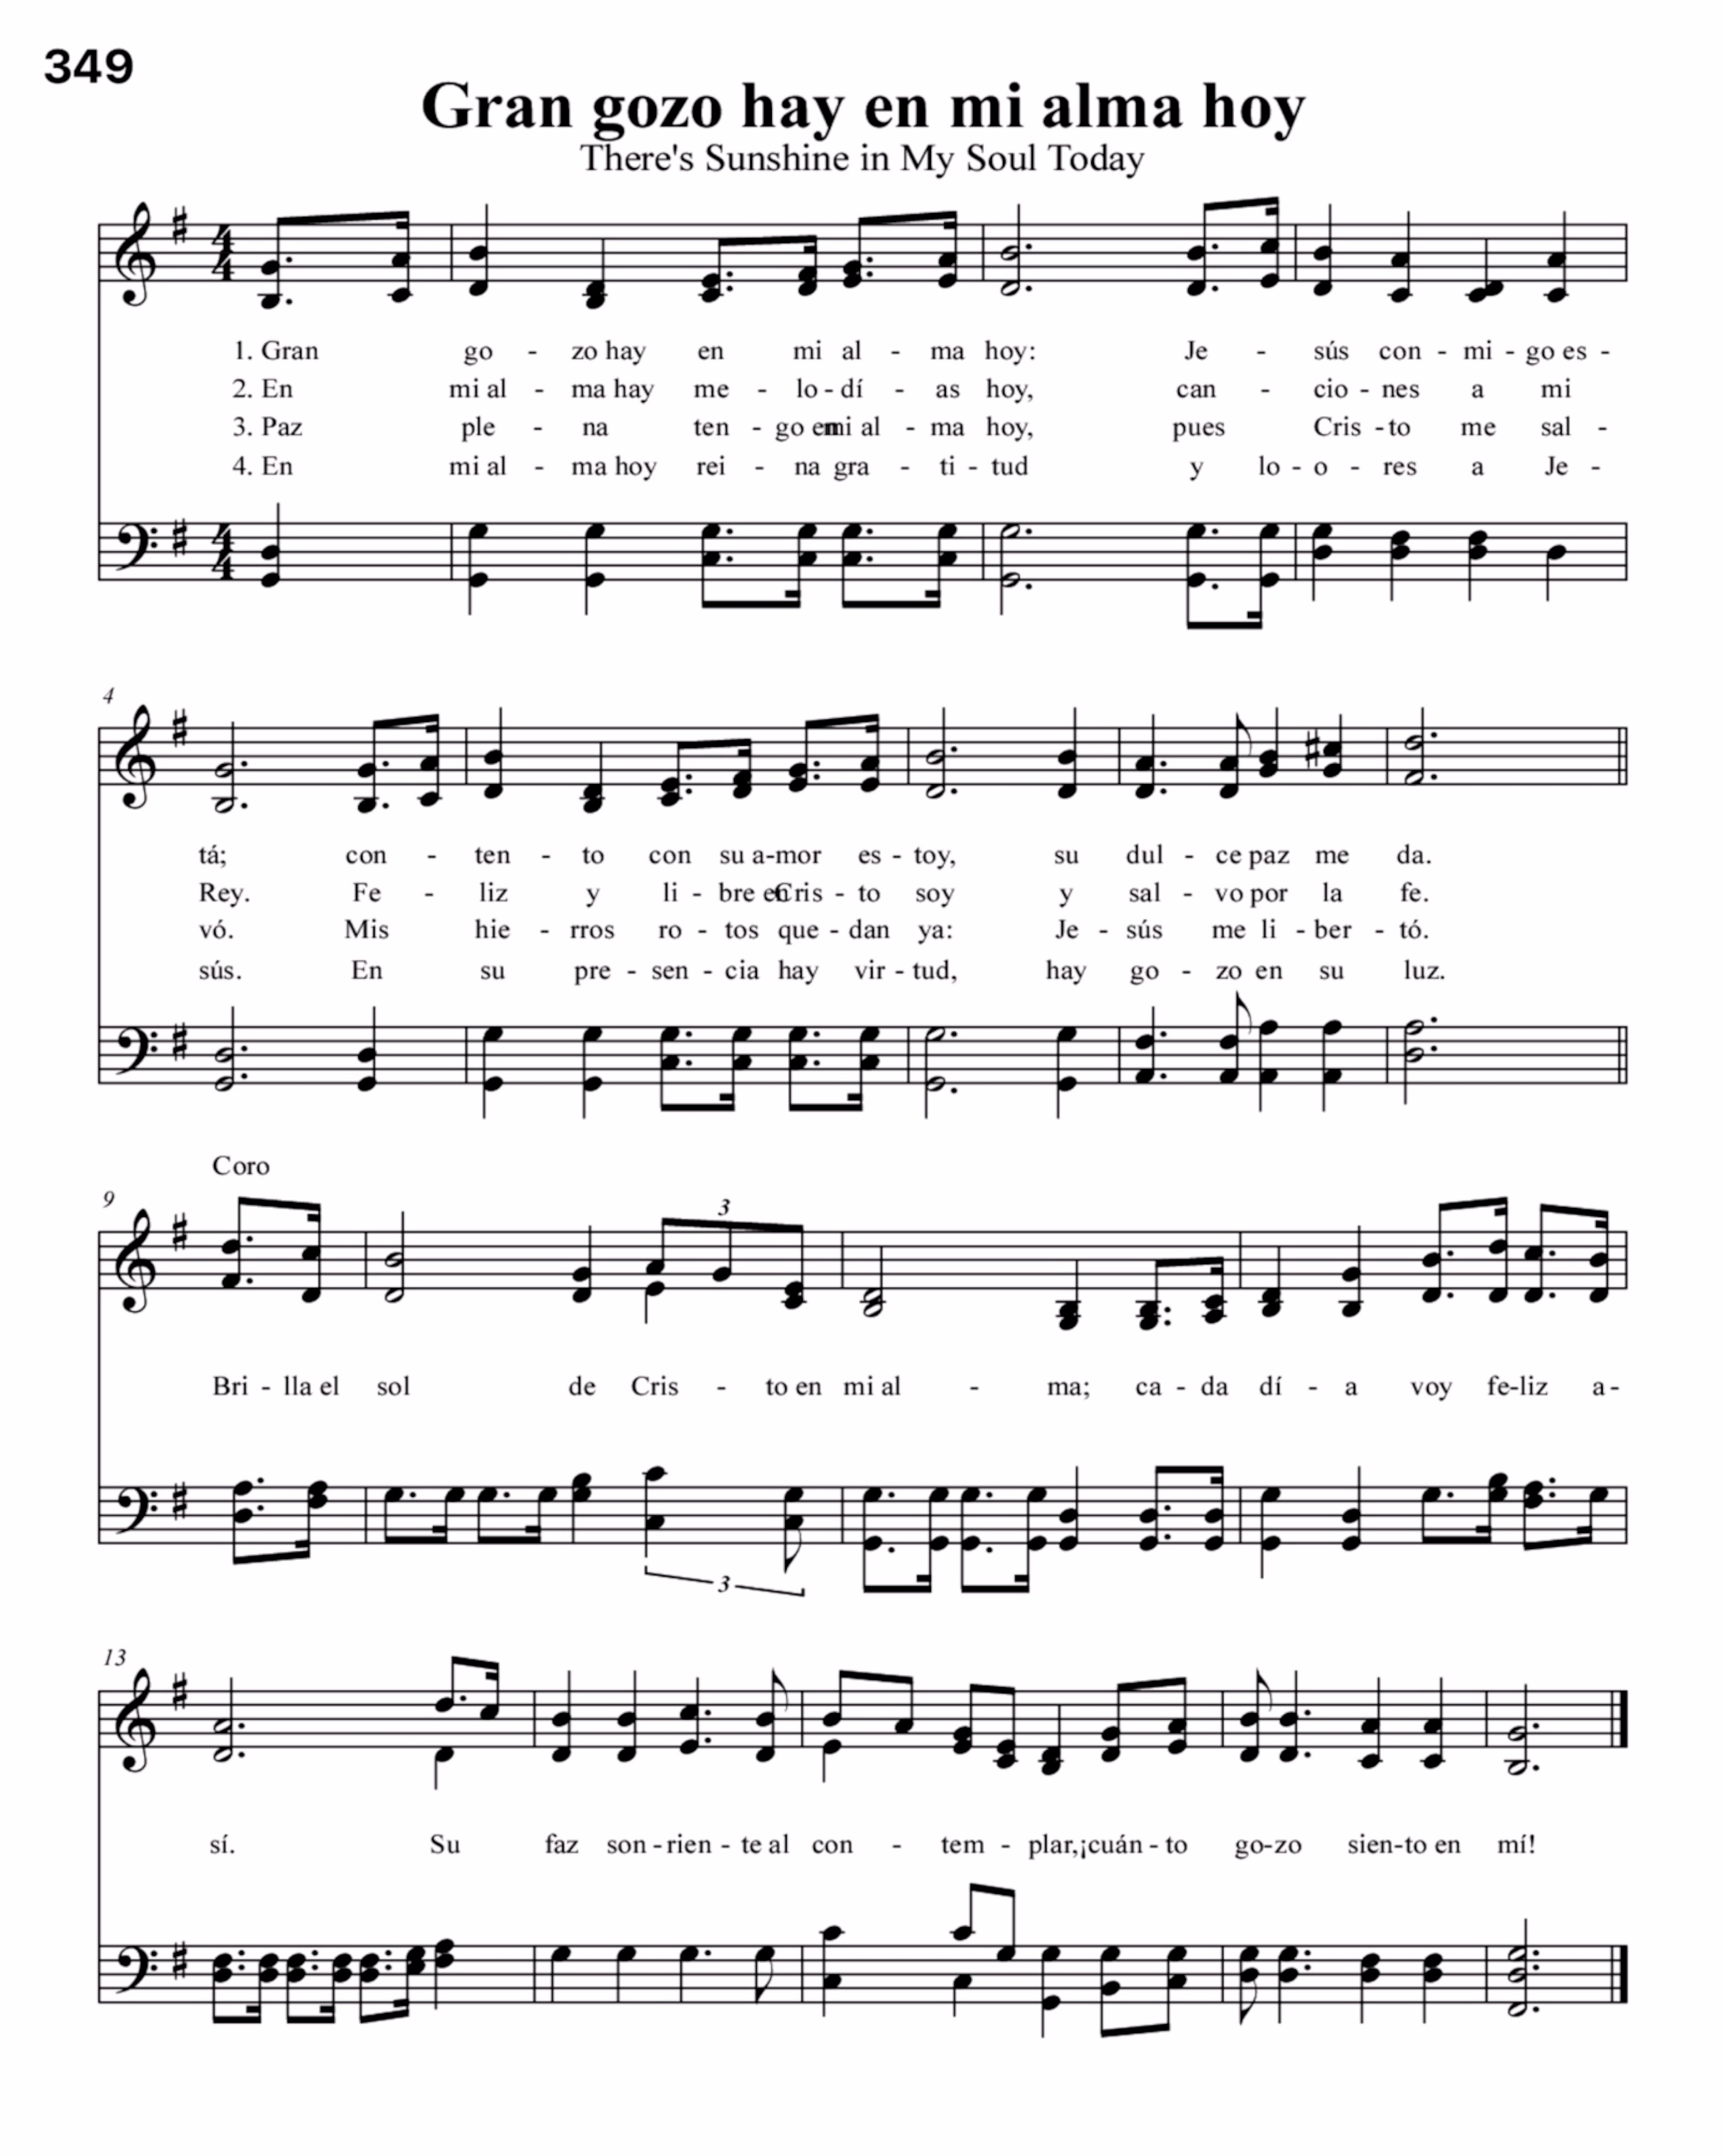 349
Gran gozo hay en mi alma hoy
There's Sunshine in My Soul Today
1. Gran go - zo hay en mi al - ma hoy: Je - sús con - mi - go es -
2. En mi al - ma hay me - lo - dí - as hoy, can - cio - nes a mi
3. Paz ple - na ten - go en mi al - ma hoy, pues Cris - to me sal -
4. En mi al - ma hoy rei - na gra - ti - tud y lo - o - res a Je -
4
tá; con - ten - to con su a-mor es - toy, su dul - ce paz me da.
Rey. Fe - liz y li - bre en Cris - to soy y sal - vo por la fe.
vó. Mis hie - rros ro - tos que - dan ya: Je - sús me li - ber - tó.
sús. En su pre - sen - cia hay vir - tud, hay go - zo en su luz.
Coro
9
3
Bri - lla el sol de Cris - to en mi al - ma; ca - da dí - a voy fe-liz a -
3
13
sí. Su faz son - rien - te al con - tem - plar,¡cuán - to go-zo sien-to en mí!